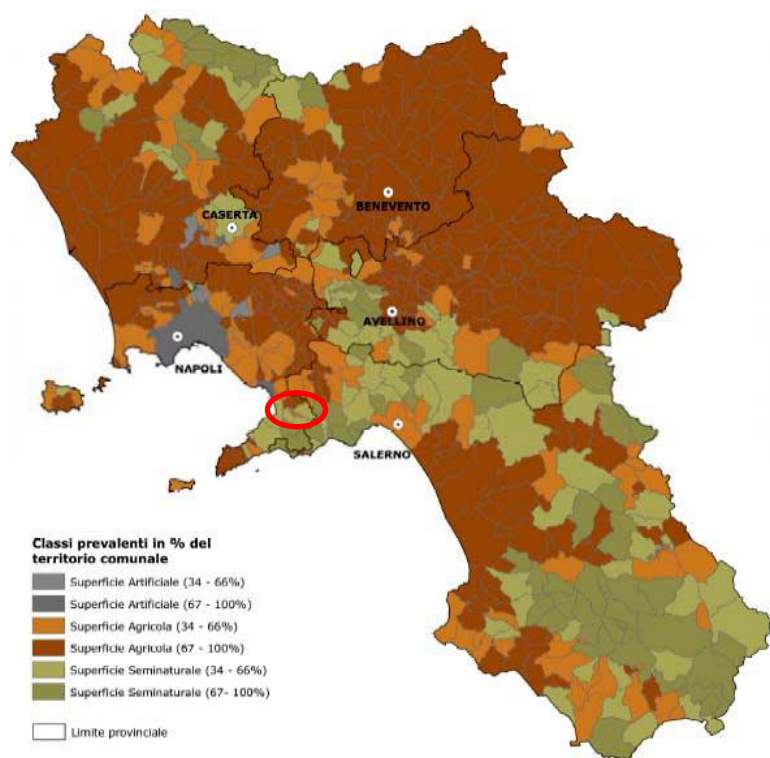 CASERTA
BENEVENTO
AVELLINO
NAPOLI
SALERNO
Classi prevalenti in % del
territorio comunale
Superficie Artificiale (34 - 66%)
Superficie Artificiale (67 - 100%)
Superficie Agricola (34 - 66%)
Superficie Agricola (67 - 100%)
Superficie Seminaturale (34 - 66%)
Superficie Seminaturale (67- 100%)
Limite provinciale